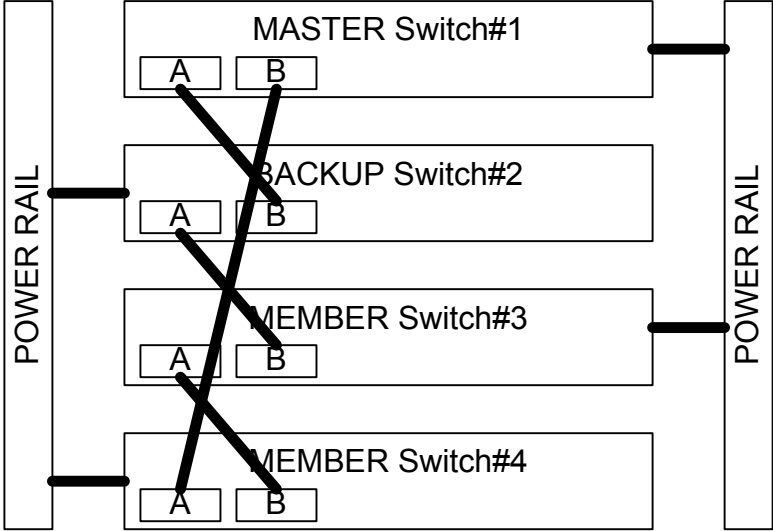 MASTER Switch#1
A B
BACKUP Switch#2
A B
MEMBER Switch#3
A B
MEMBER Switch#4
A B
POWER RAIL
POWER RAIL